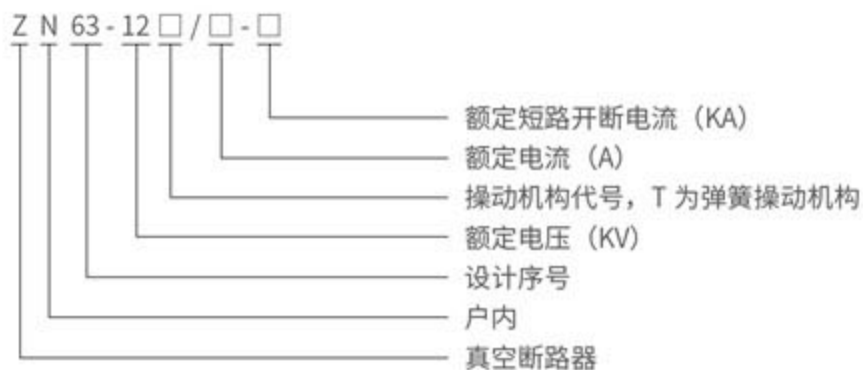 Z N 63-12□/□-□
额定短路开断电流（KA）
额定电流（A）
操动机构代号，T 为弹簧操动机构
额定电压（KV）
设计序号
户内
真空断路器